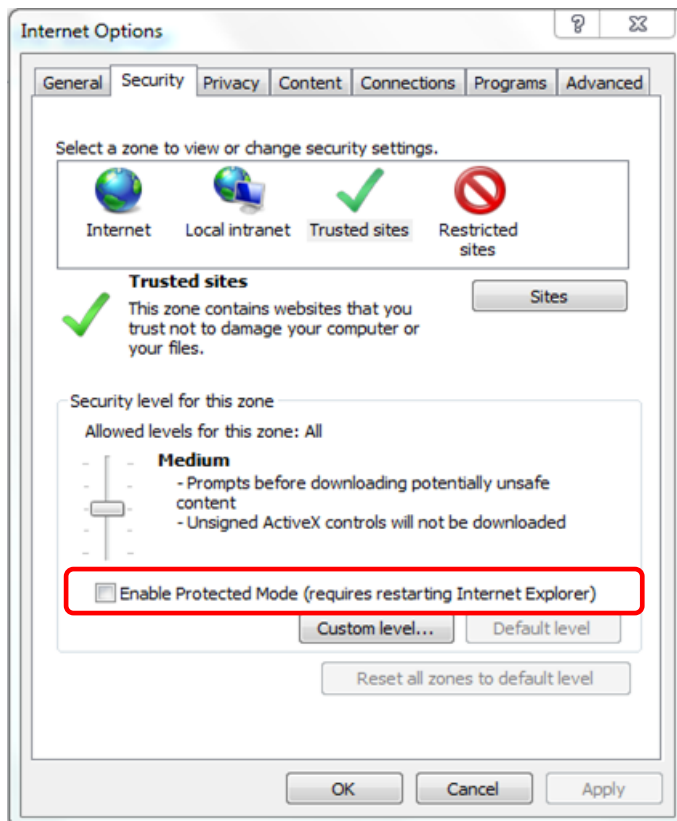 Internet Options
General Security Privacy Content Connections Programs Advanced
Select a zone to view or change security settings.
Internet Local intranet Trusted sites Restricted
sites
Trusted sites
Sites
This zone contains websites that you
trust not to damage your computer or
your files.
Security level for this zone
Allowed levels for this zone: All
Medium
- Prompts before downloading potentially unsafe
content
- Unsigned ActiveX controls will not be downloaded
Enable Protected Mode (requires restarting Internet Explorer)
Custom level... Default level
Reset all zones to default level
OK Cancel Apply